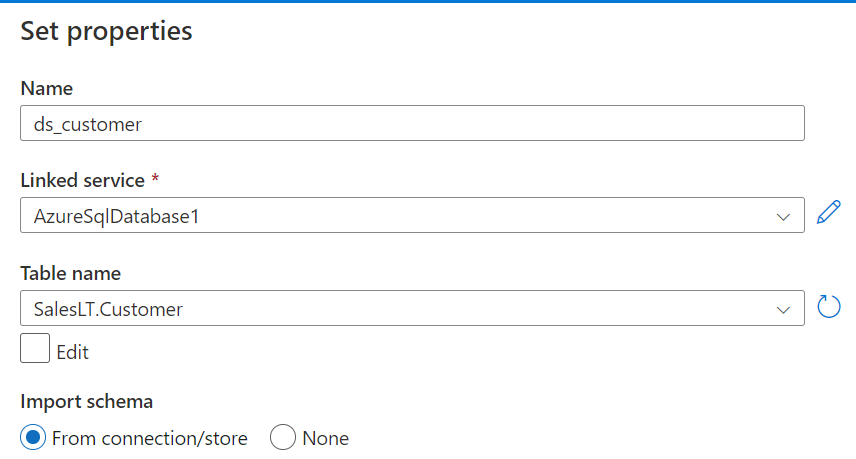 Set properties
Name
ds_customer
Linked service *
AzureSqlDatabase1
Table name
SalesLT.Customer
Edit
Import schema
From connection/store None